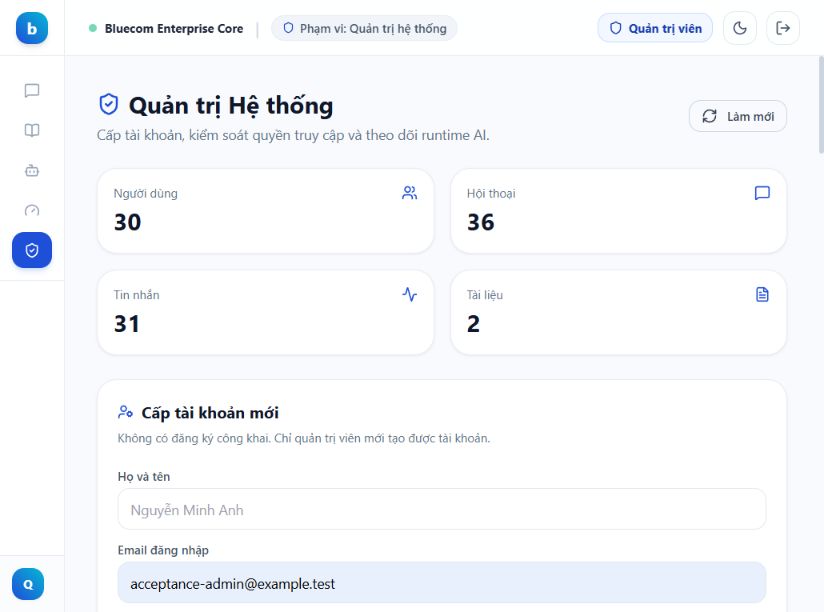 b
Bluecom Enterprise Core
Phạm vi: Quản trị hệ thống
Quản trị viên
Quản trị Hệ thống
Cấp tài khoản, kiểm soát quyền truy cập và theo dõi runtime AI.
Làm mới
Người dùng
30
Hội thoại
36
Tin nhắn
31
Tài liệu
2
Cấp tài khoản mới
Không có đăng ký công khai. Chỉ quản trị viên mới tạo được tài khoản.
Họ và tên
Nguyễn Minh Anh
Email đăng nhập
acceptance-admin@example.test
Q